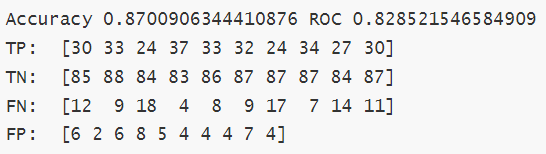 Accuracy 0.8700906344410876 ROC 0.828521546584909
TP:  [30 33 24 37 33 32 24 34 27 30]
TN:  [85 88 84 83 86 87 87 87 84 87]
FN:  [12  9 18  4  8  9 17  7 14 11]
FP:  [6 2 6 8 5 4 4 4 7 4]